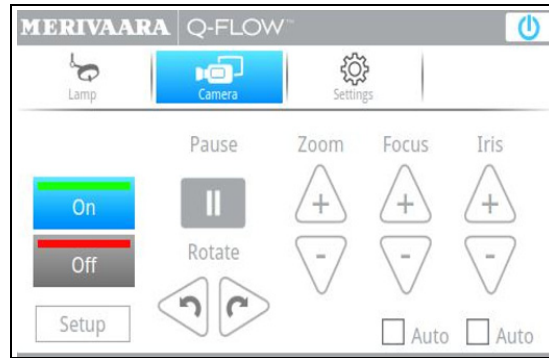 MERIVAARA Q-FLOW™
Lamp Camera Settings
Pause Zoom Focus Iris
On
Rotate
Off
Setup
Auto Auto